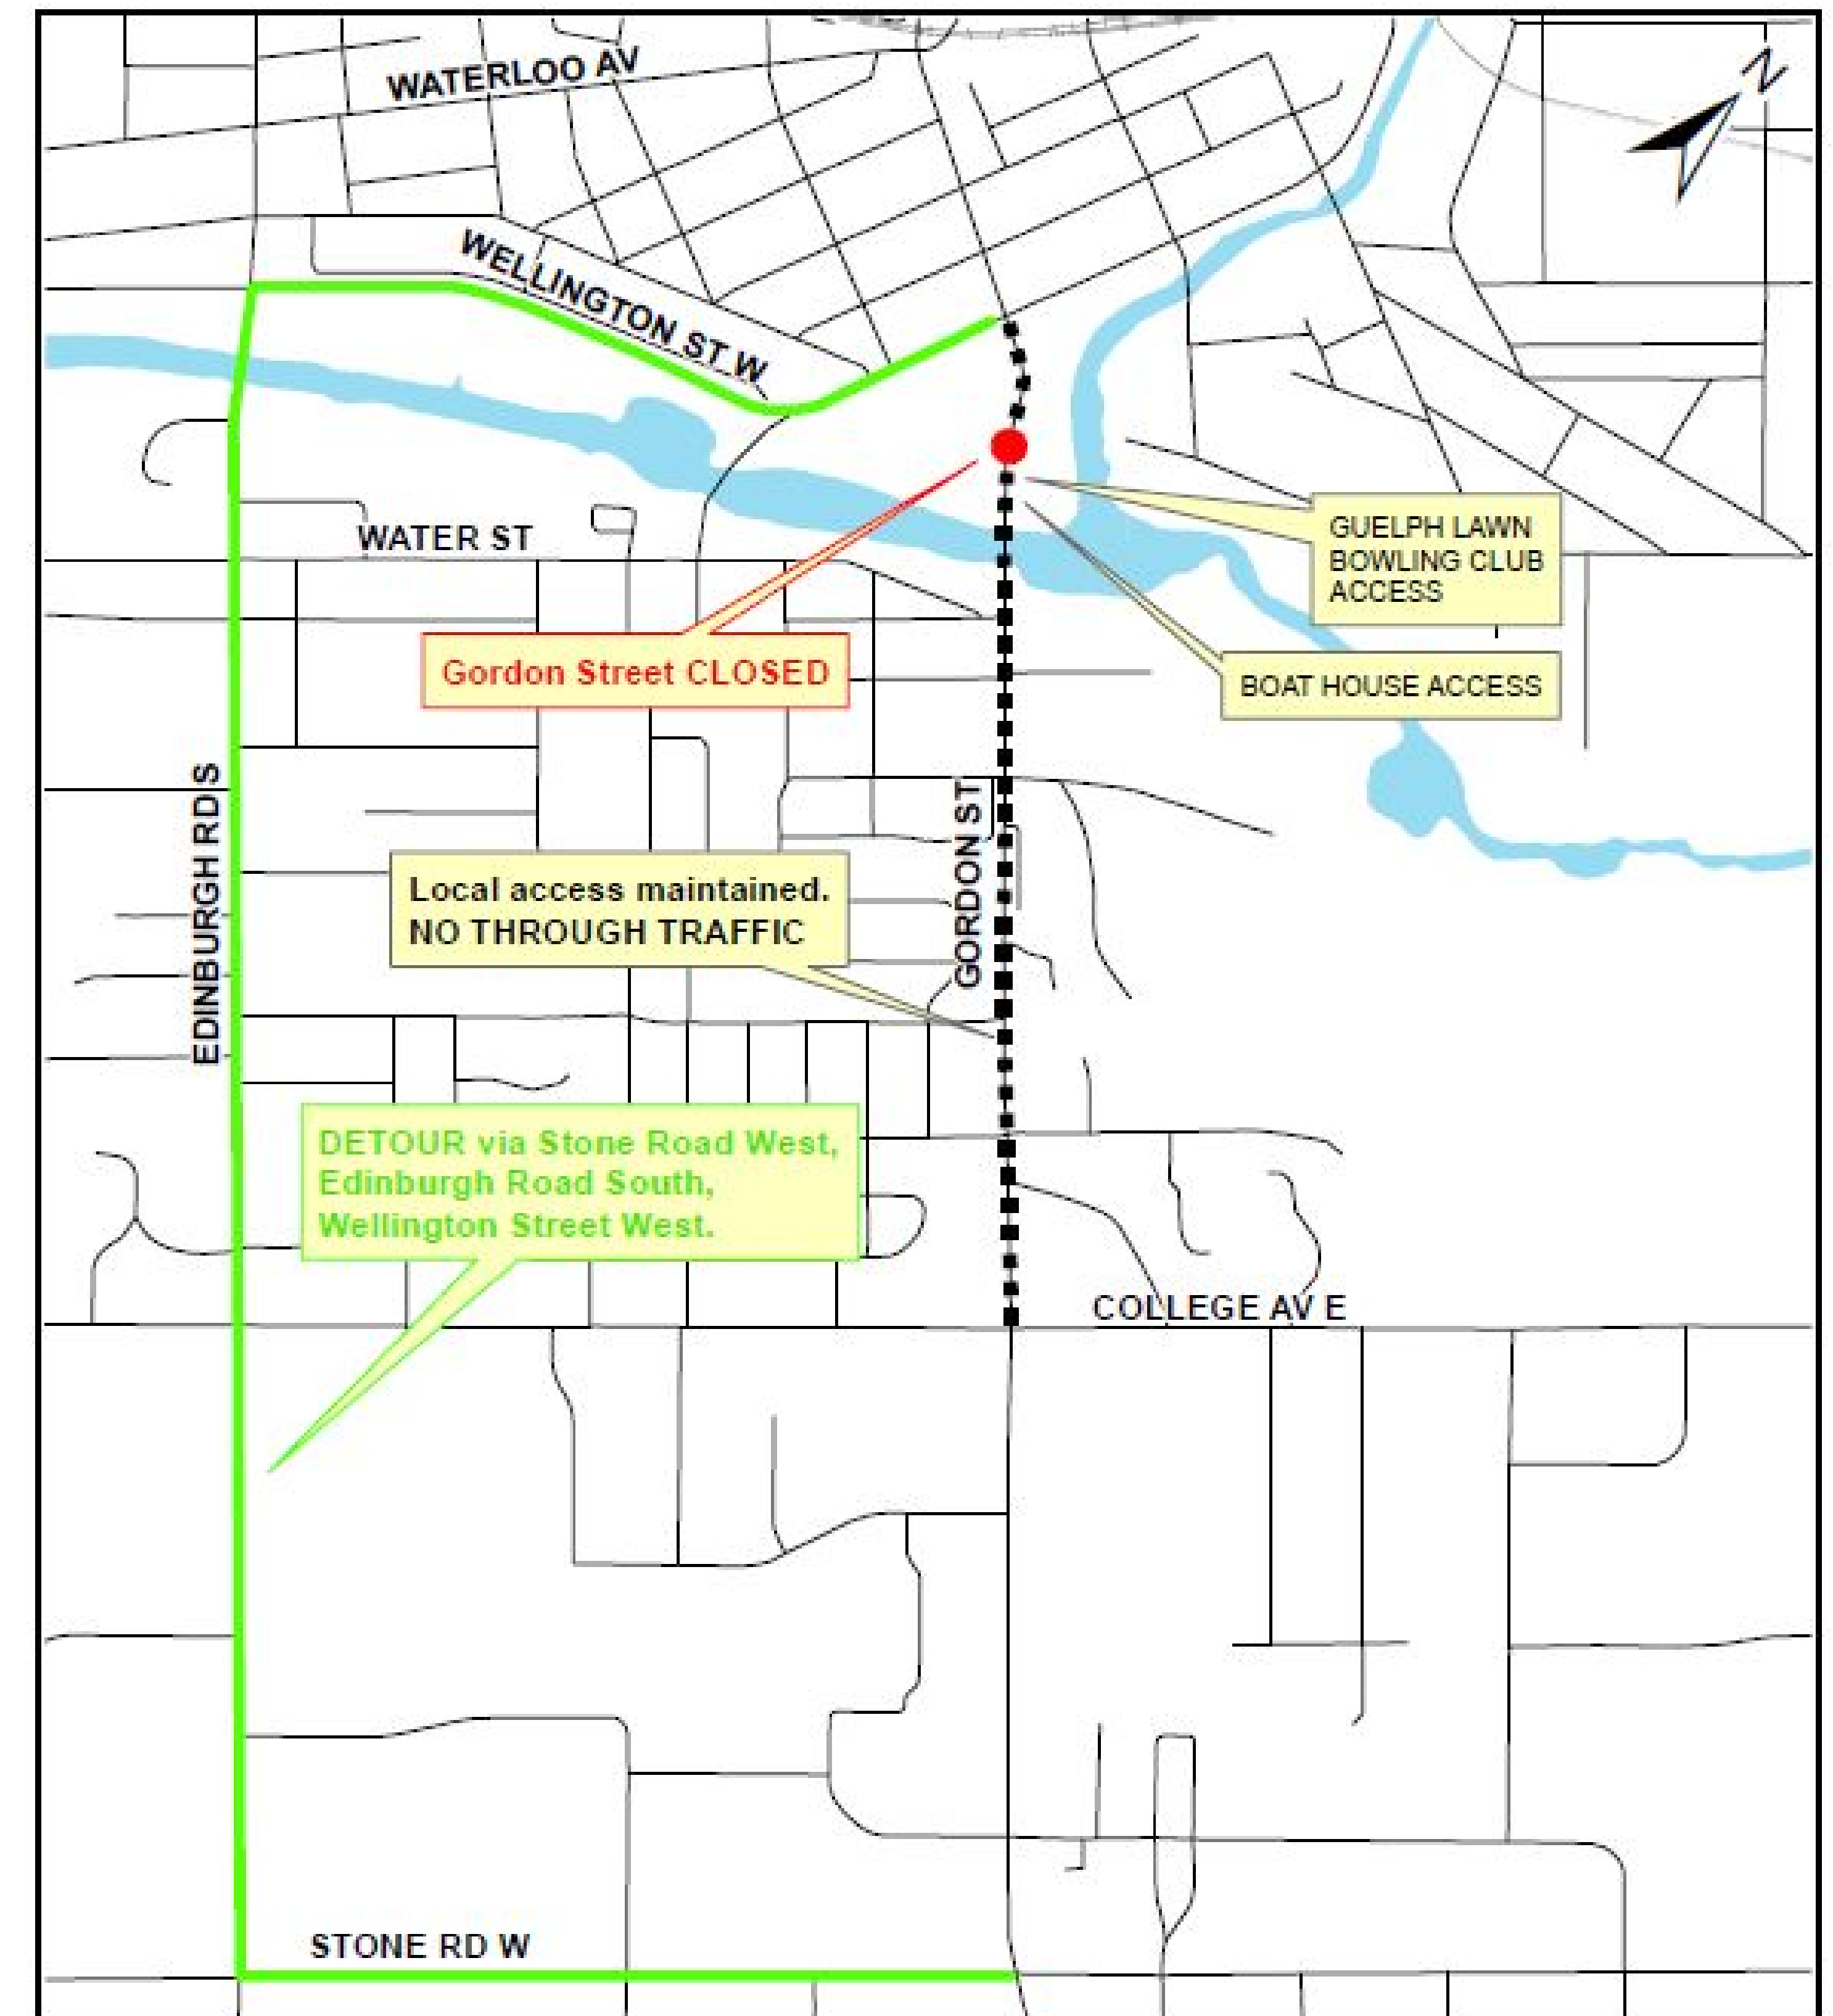 WATERLOO AV
N
WELLINGTON ST W
WATER ST
GUELPH LAWN
BOWLING CLUB
ACCESS
Gordon Street CLOSED
BOAT HOUSE ACCESS
EDINBURGH RD S
GORDON ST
Local access maintained.
NO THROUGH TRAFFIC
DETOUR via Stone Road West,
Edinburgh Road South,
Wellington Street West.
COLLEGE AV E
STONE RD W